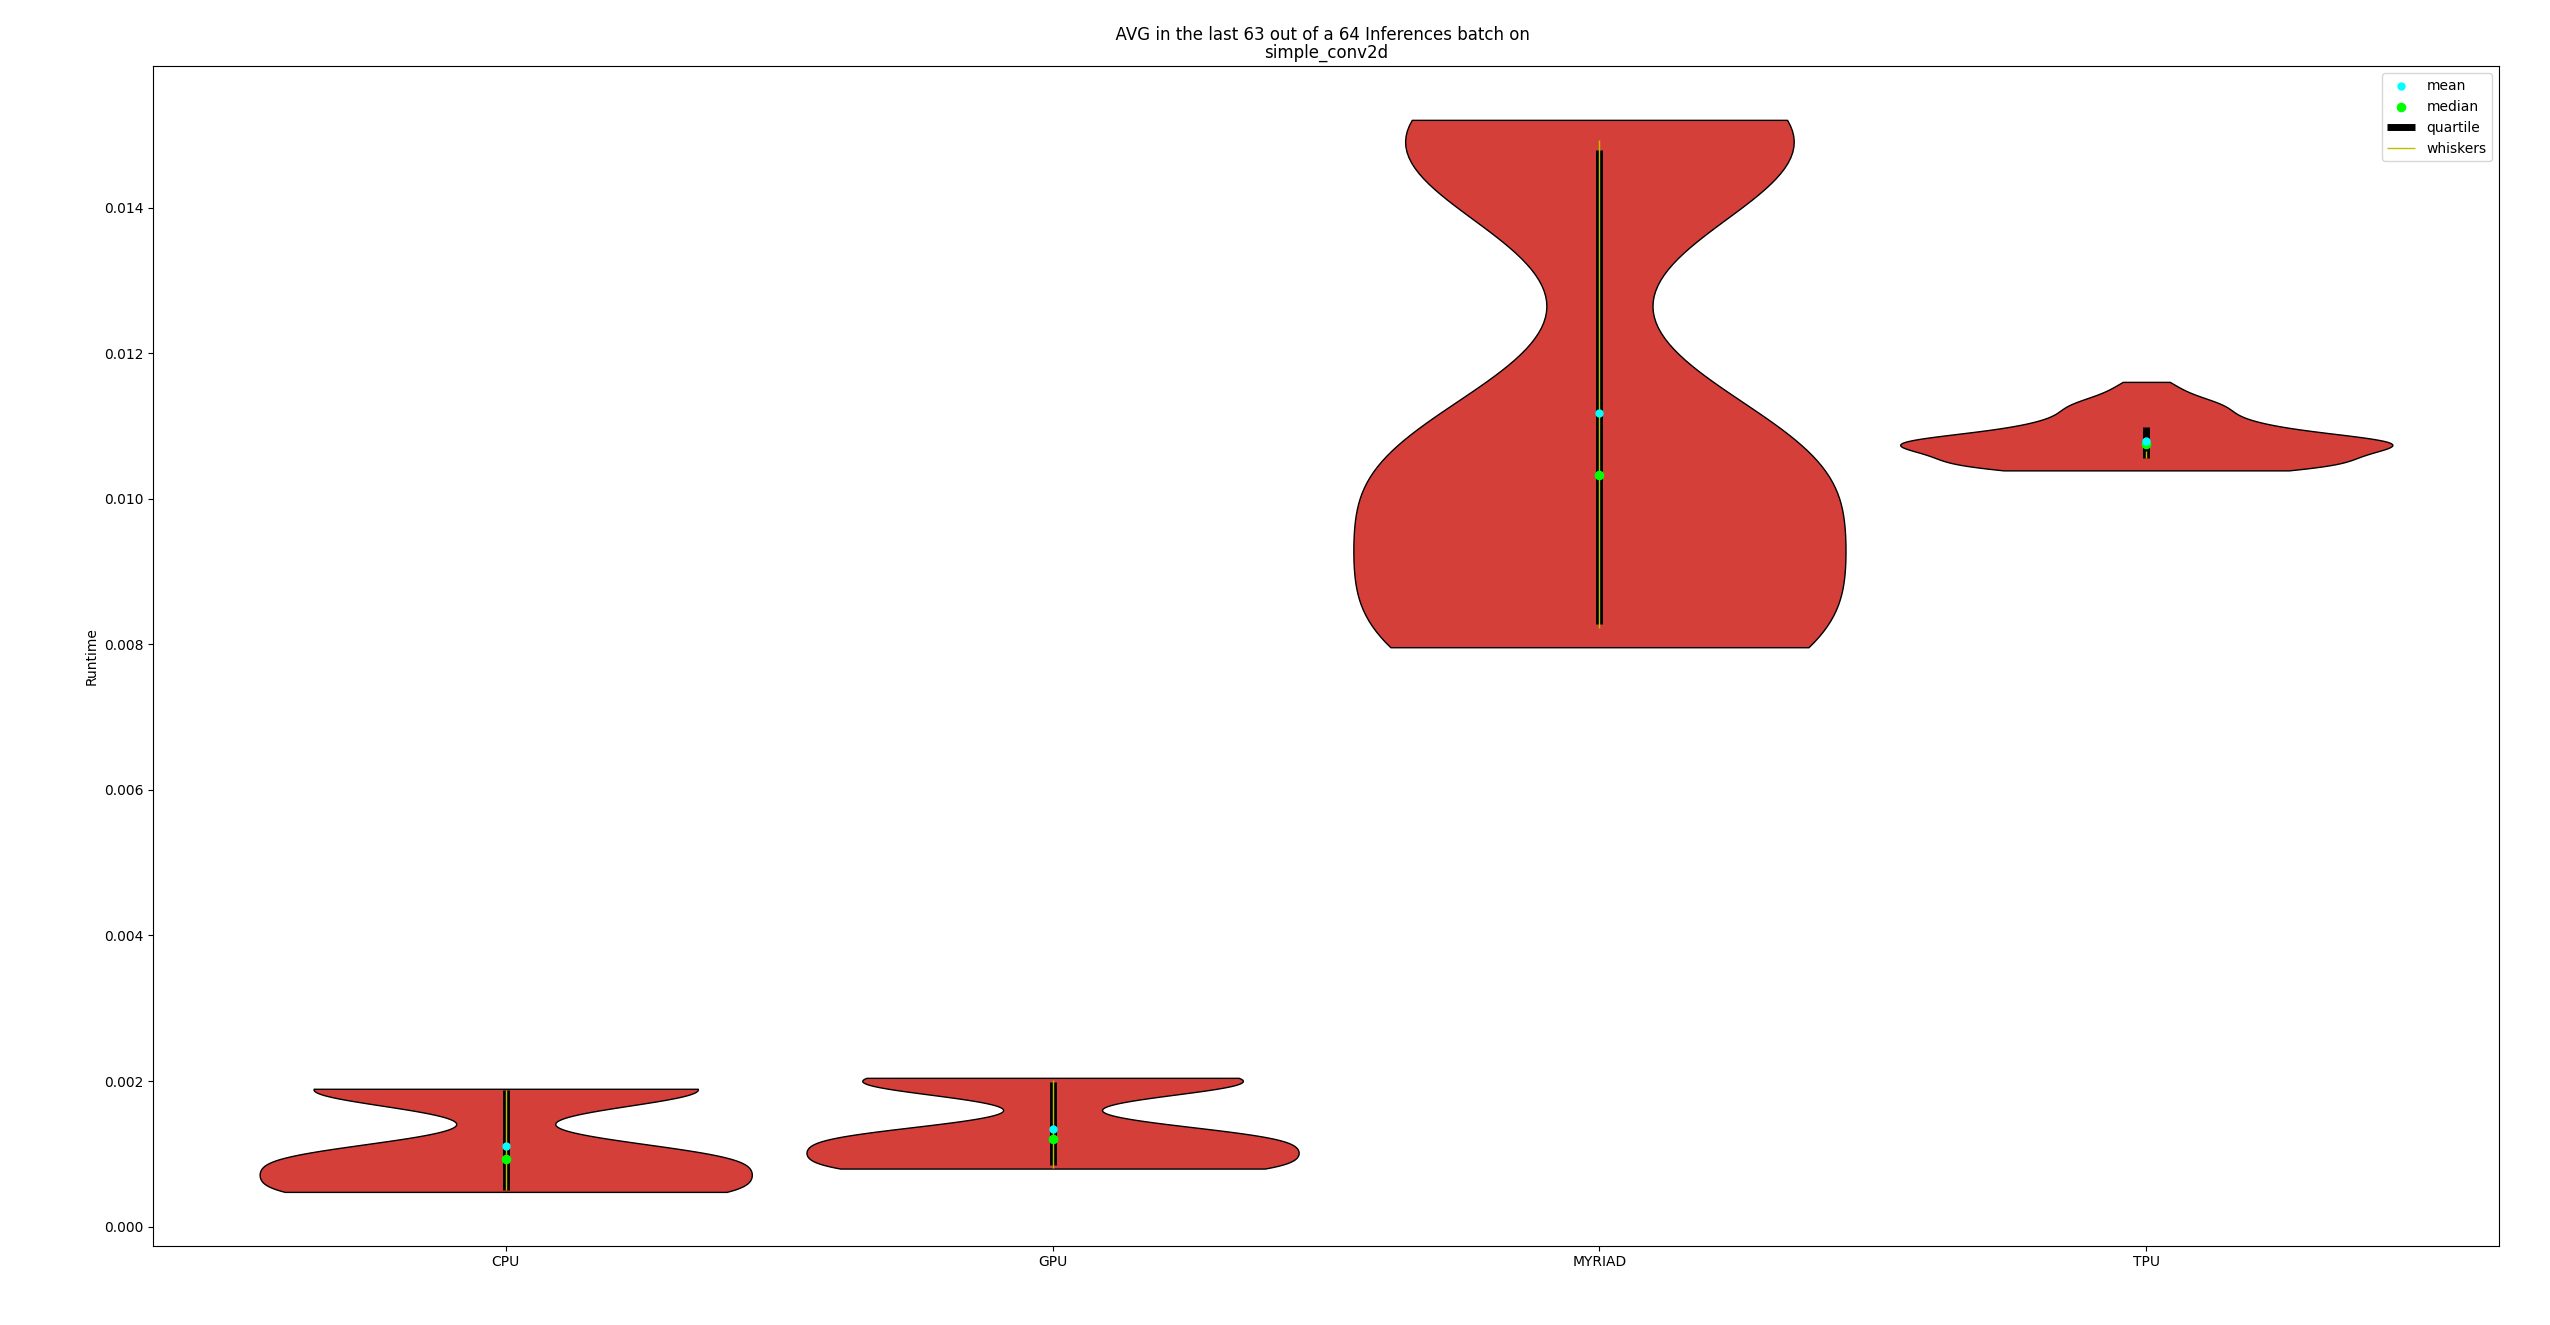 AVG in the last 63 out of a 64 Inferences batch on
simple_conv2d
mean
median
quartile
whiskers
0.014
0.012
0.010
0.008
0.006
0.004
0.002
0.000
Runtime
CPU GPU MYRIAD TPU